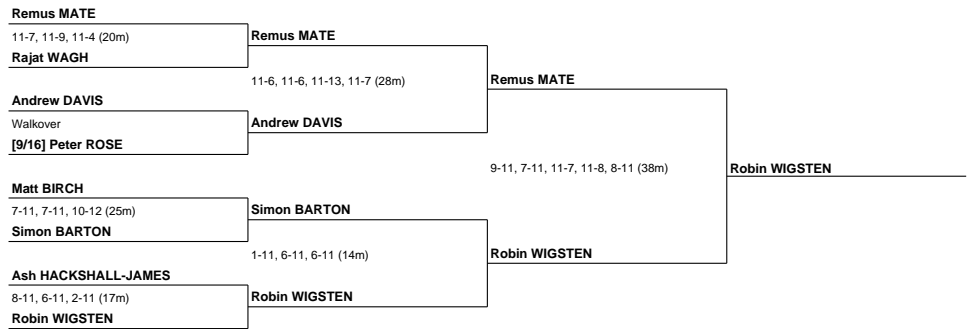 Remus MATE
11-7, 11-9, 11-4 (20m)
Remus MATE
Rajat WAGH
11-6, 11-6, 11-13, 11-7 (28m)
Remus MATE
Andrew DAVIS
Walkover
Andrew DAVIS
[9/16] Peter ROSE
9-11, 7-11, 11-7, 11-8, 8-11 (38m)
Robin WIGSTEN
Matt BIRCH
7-11, 7-11, 10-12 (25m)
Simon BARTON
Simon BARTON
1-11, 6-11, 6-11 (14m)
Robin WIGSTEN
Ash HACKSHALL-JAMES
8-11, 6-11, 2-11 (17m)
Robin WIGSTEN
Robin WIGSTEN